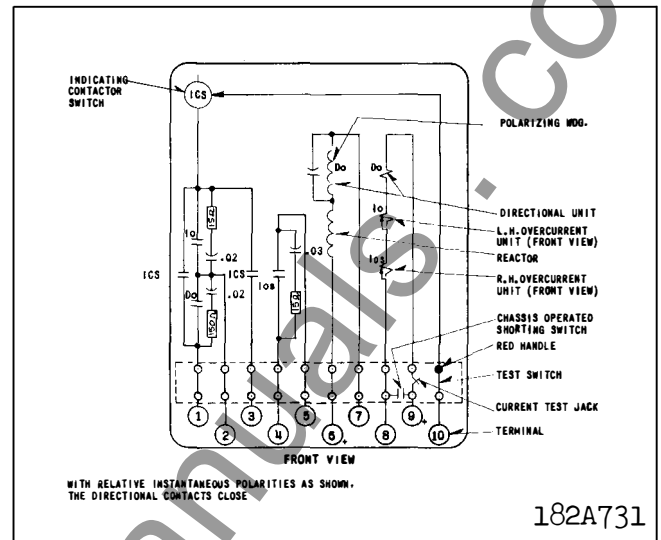 INDICATING
CONTACTOR
SWITCH
ICS
POLARIZING WDG.
Do
Do
DIRECTIONAL UNIT
L.H.OVERCURRENT
UNIT (FRONT VIEW)
REACTOR
R.H.OVERCURRENT
UNIT (FRONT VIEW)
15Ω
Io
Io
.02
.03
ICS
ICS
Ios
Ios
Do
.02
150Ω
15Ω
CHASSIS OPERATED
SHORTING SWITCH
RED HANDLE
TEST SWITCH
CURRENT TEST JACK
TERMINAL
1 2 3 4 5 6 + 7 8 9 + 10
FRONT VIEW
WITH RELATIVE INSTANTANEOUS POLARITIES AS SHOWN.
THE DIRECTIONAL CONTACTS CLOSE
182A731